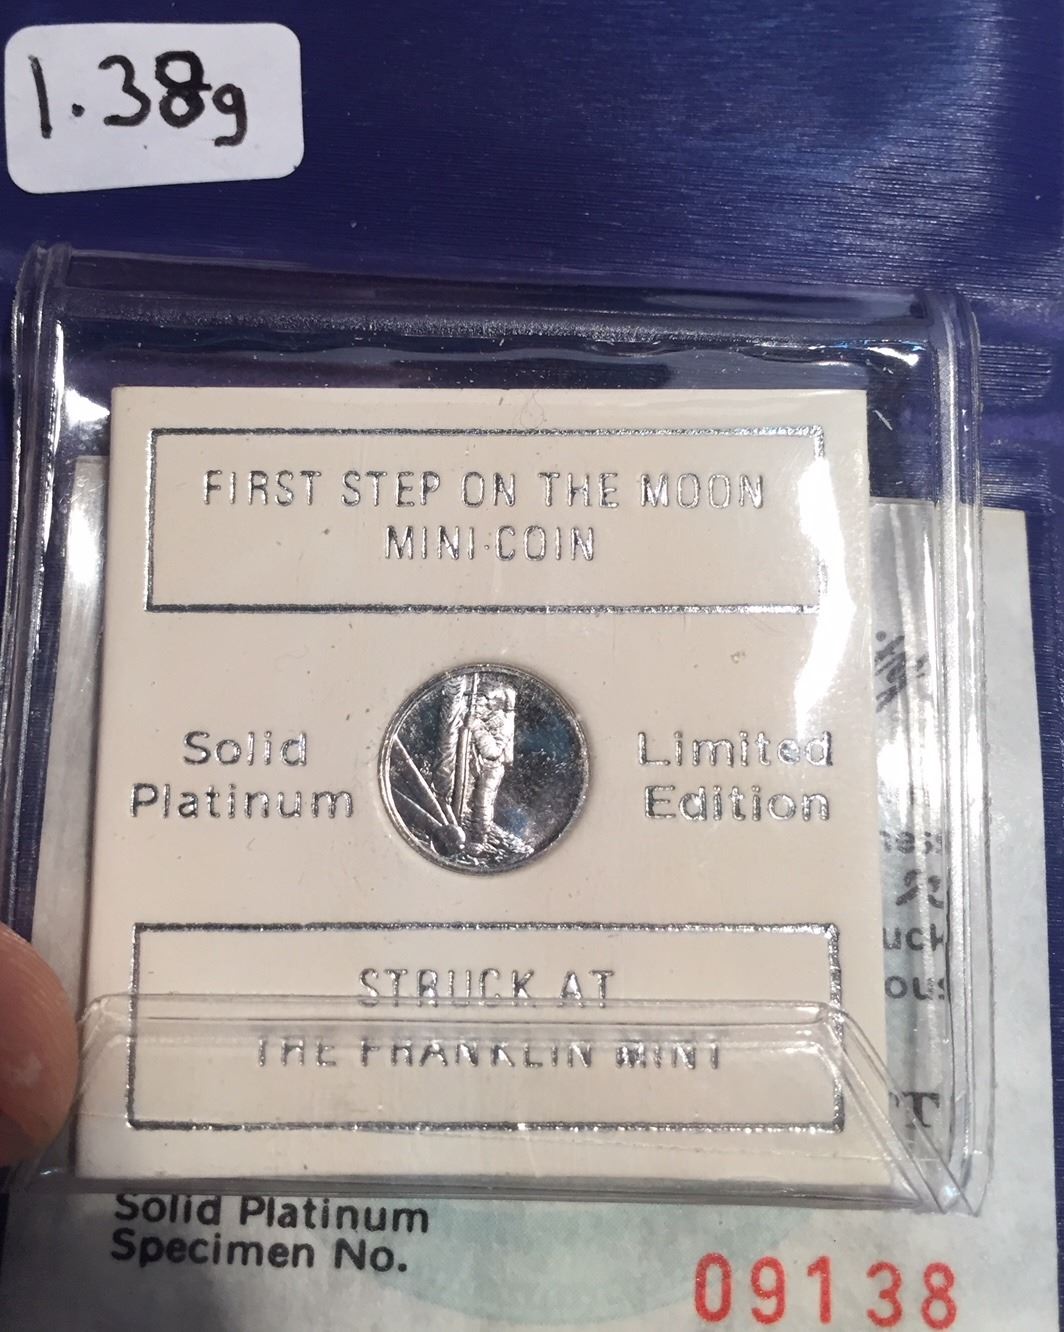 1.38g
FIRST STEP ON THE MOON
MINI-COIN
Solid
Platinum
Limited
Edition
STRUCK AT
THE FRANKLIN MINT
Solid Platinum
Specimen No.
09138